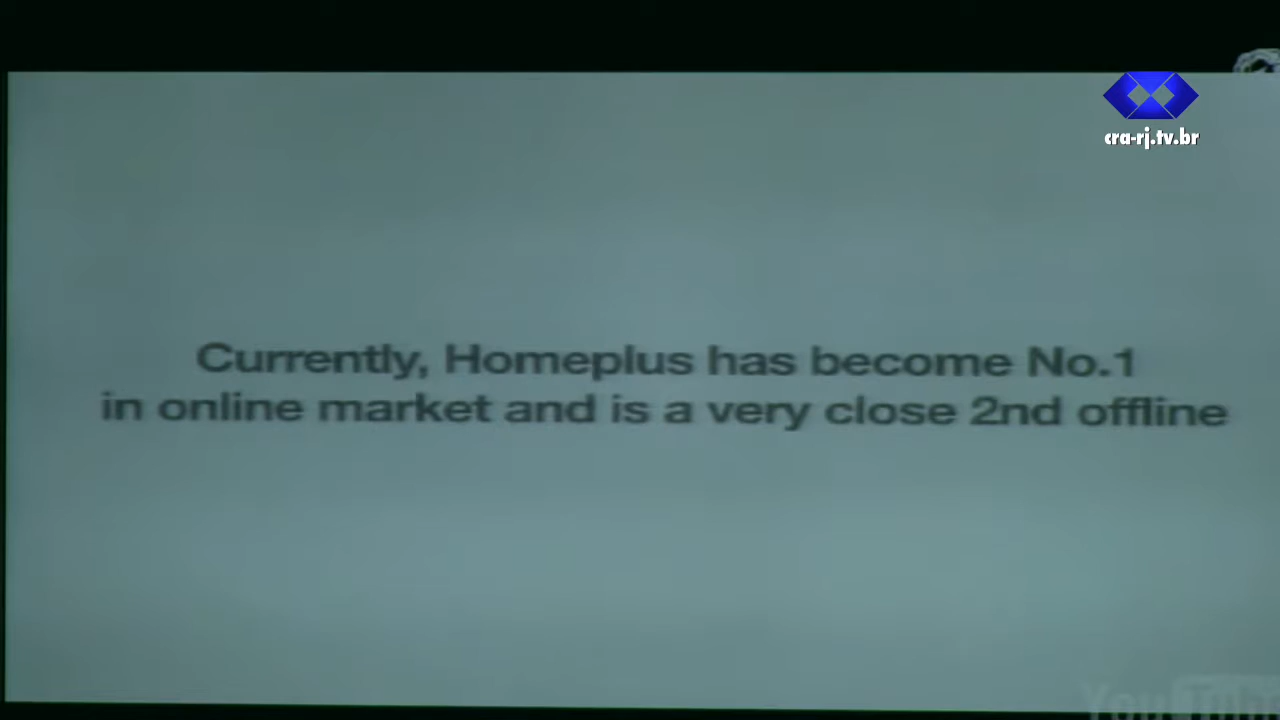 cra-rj.tv.br
Currently, Homeplus has become No.1
in online market and is a very close 2nd offline
YouTube